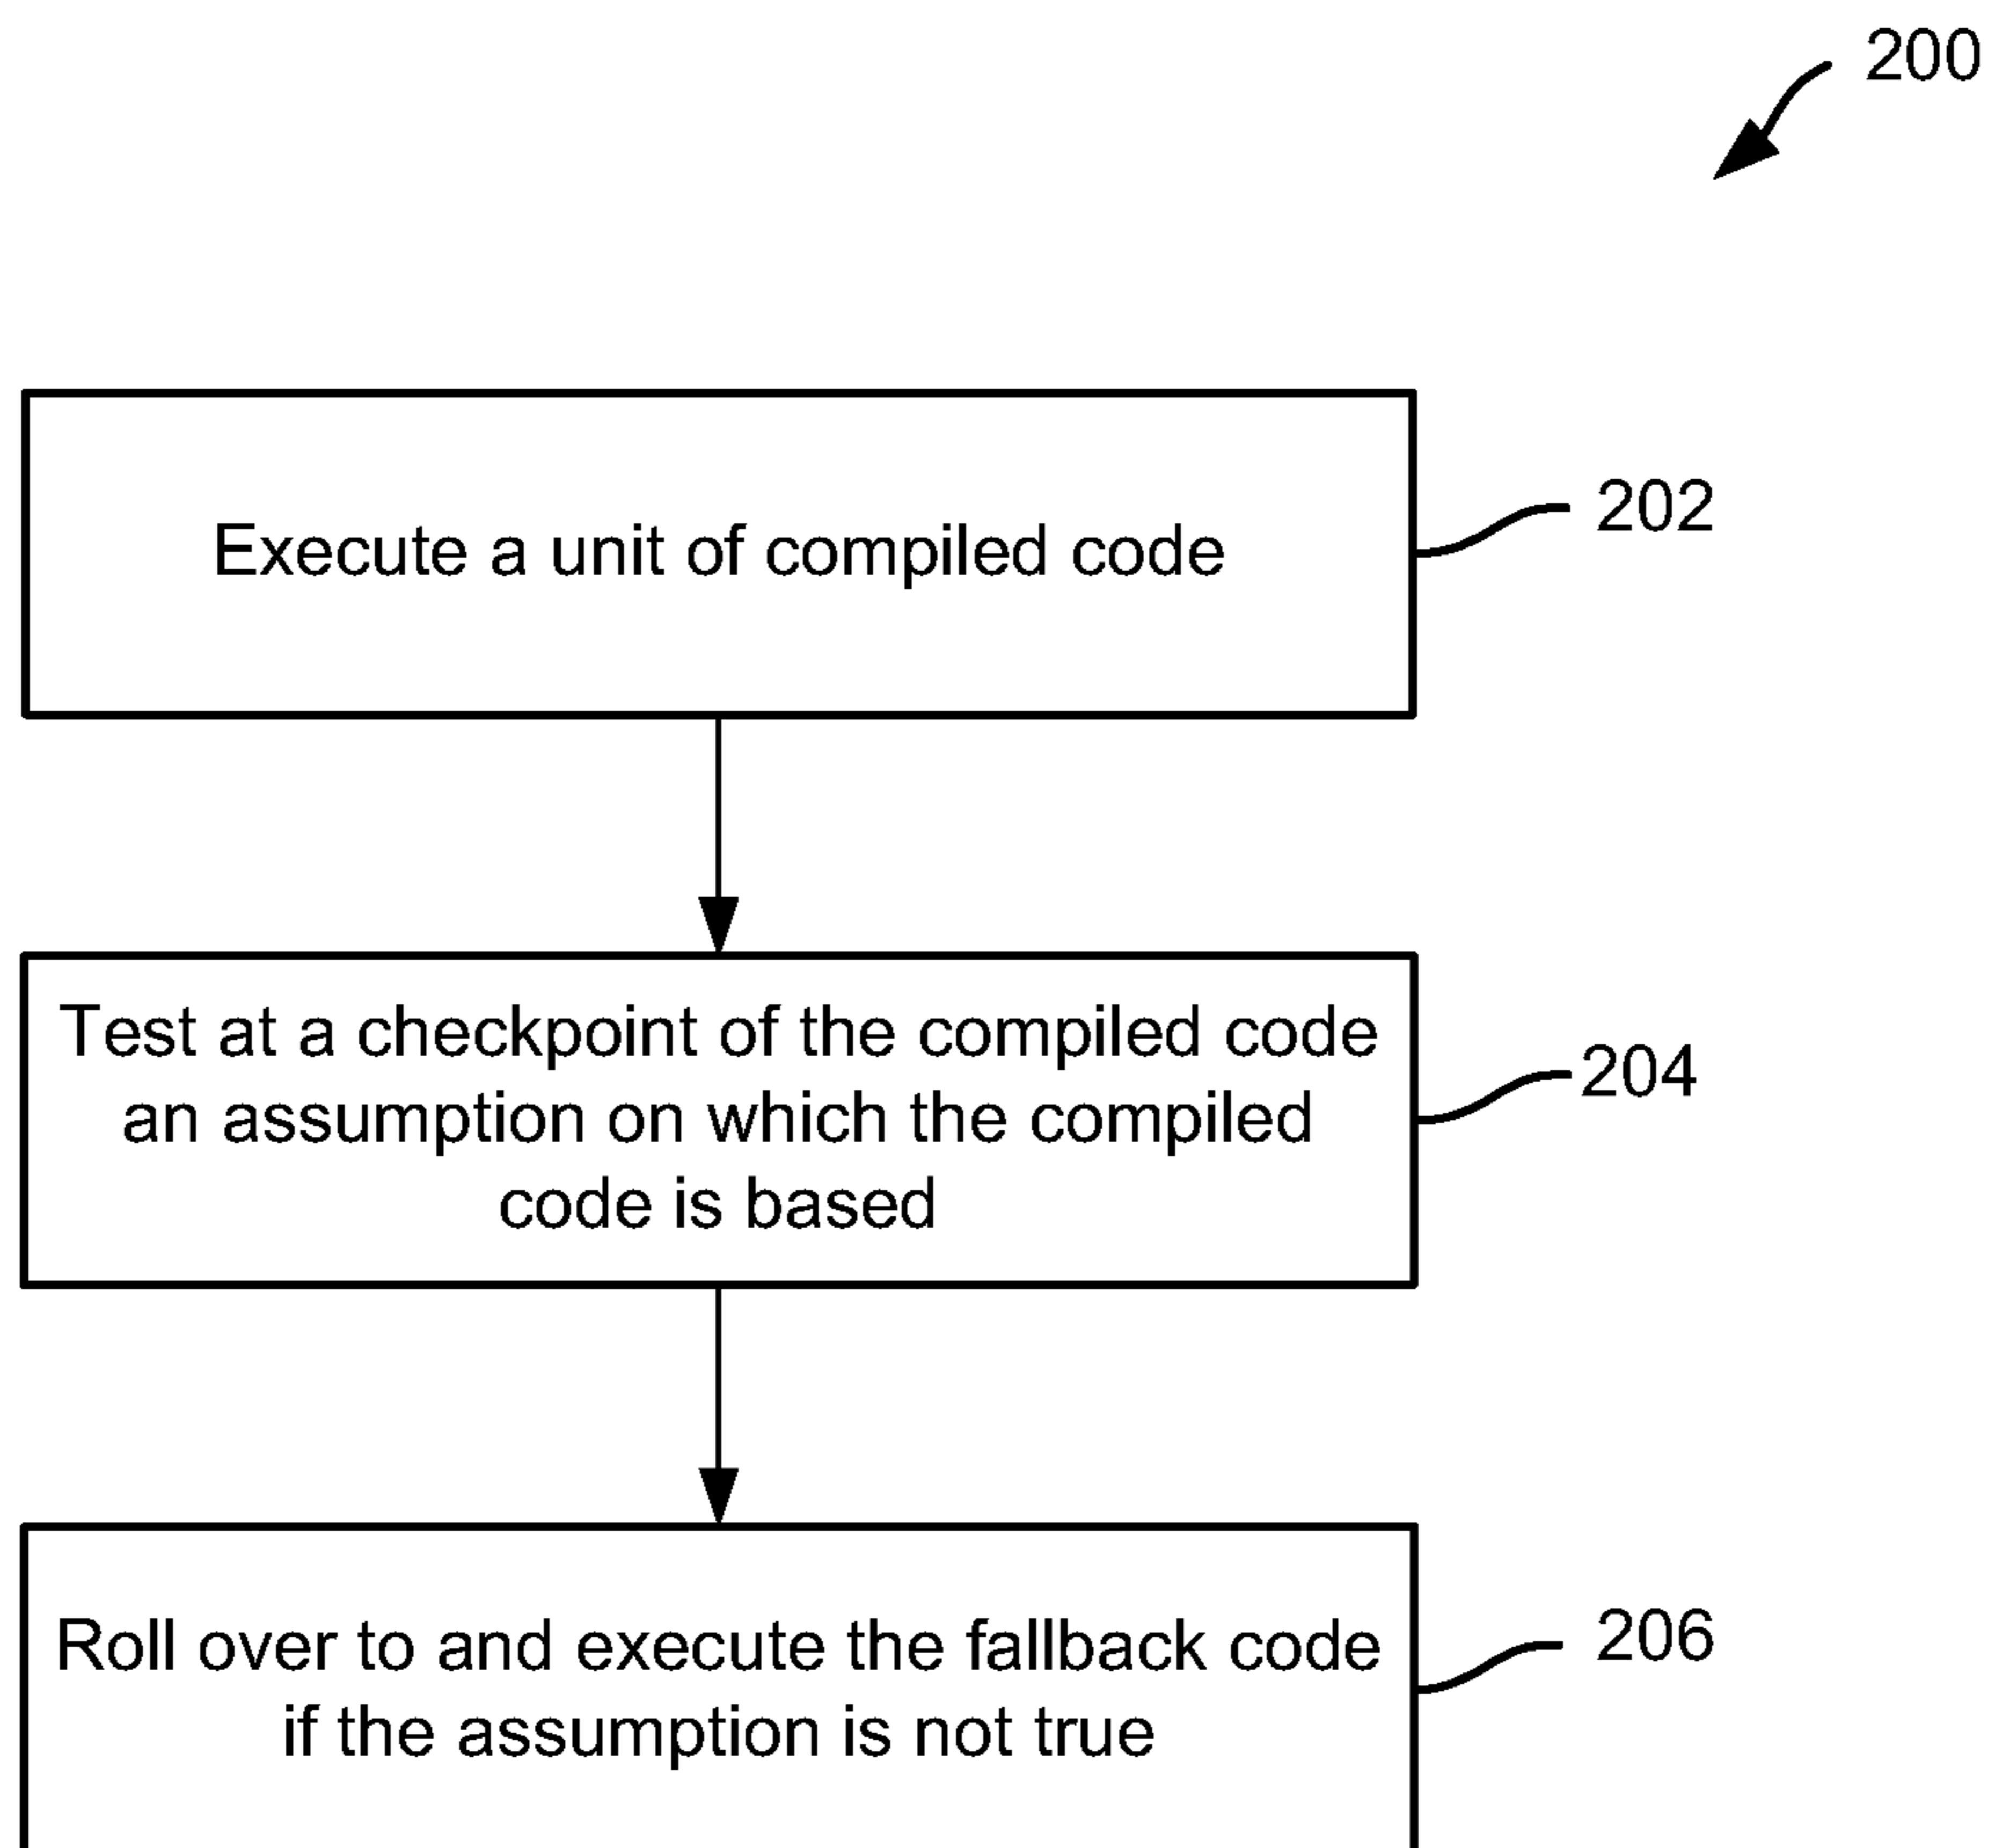 200
Execute a unit of compiled code
202
Test at a checkpoint of the compiled code
an assumption on which the compiled
code is based
204
Roll over to and execute the fallback code
if the assumption is not true
206